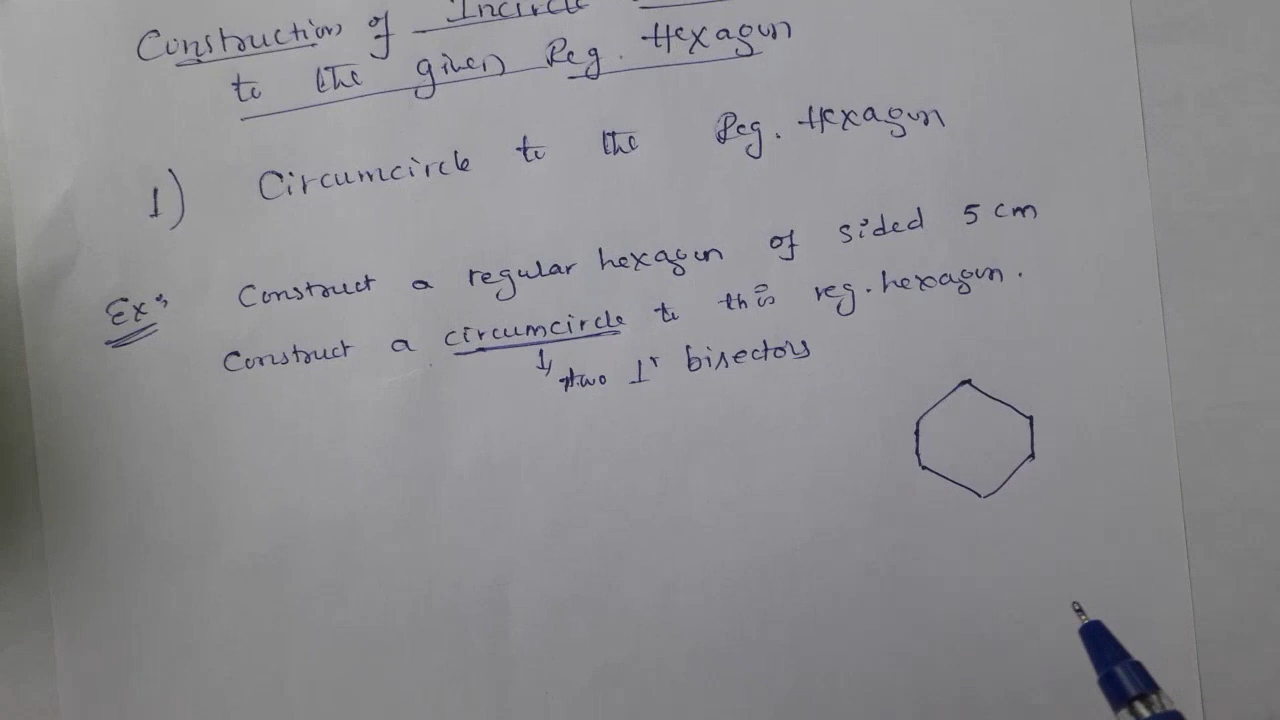 Construction of Incircle
to the given Reg. Hexagon
1) Circumcircle to the Reg. Hexagon
Ex: Construct a regular hexagon of sided 5 cm
Construct a circumcircle to this reg. hexagon.
↳ two ⊥r bisectors